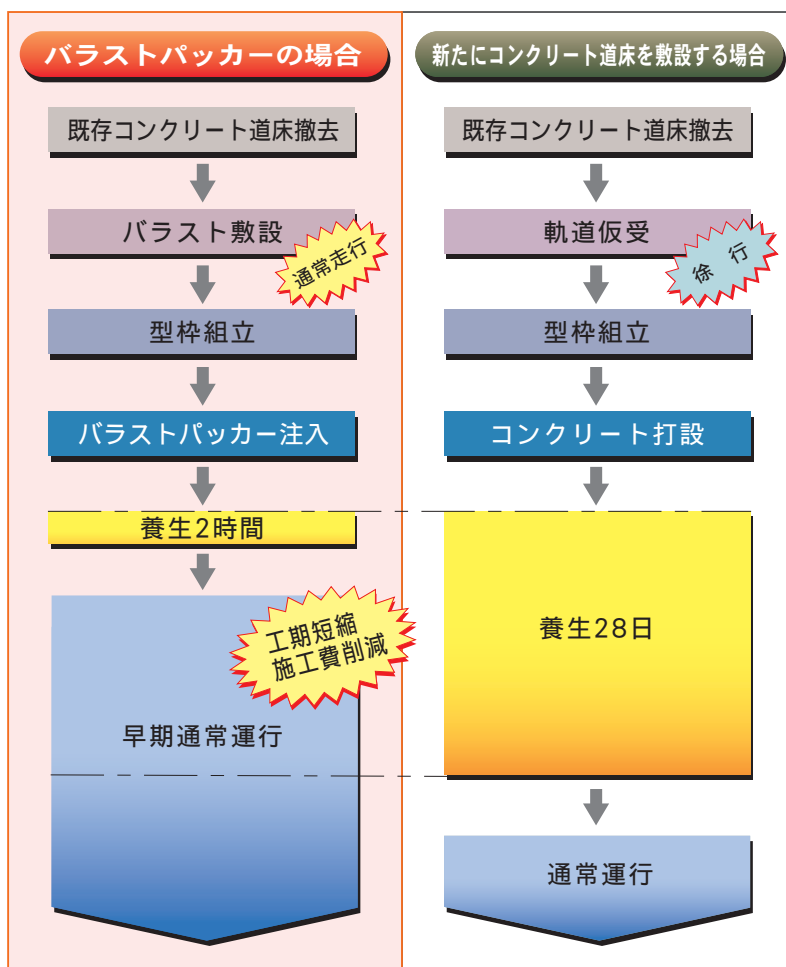 バラストパッカーの場合
既存コンクリート道床撤去
バラスト敷設
通常走行
型枠組立
バラストパッカー注入
養生2時間
工期短縮
施工費削減
早期通常運行
新たにコンクリート道床を敷設する場合
既存コンクリート道床撤去
軌道仮受
徐 行
型枠組立
コンクリート打設
養生28日
通常運行